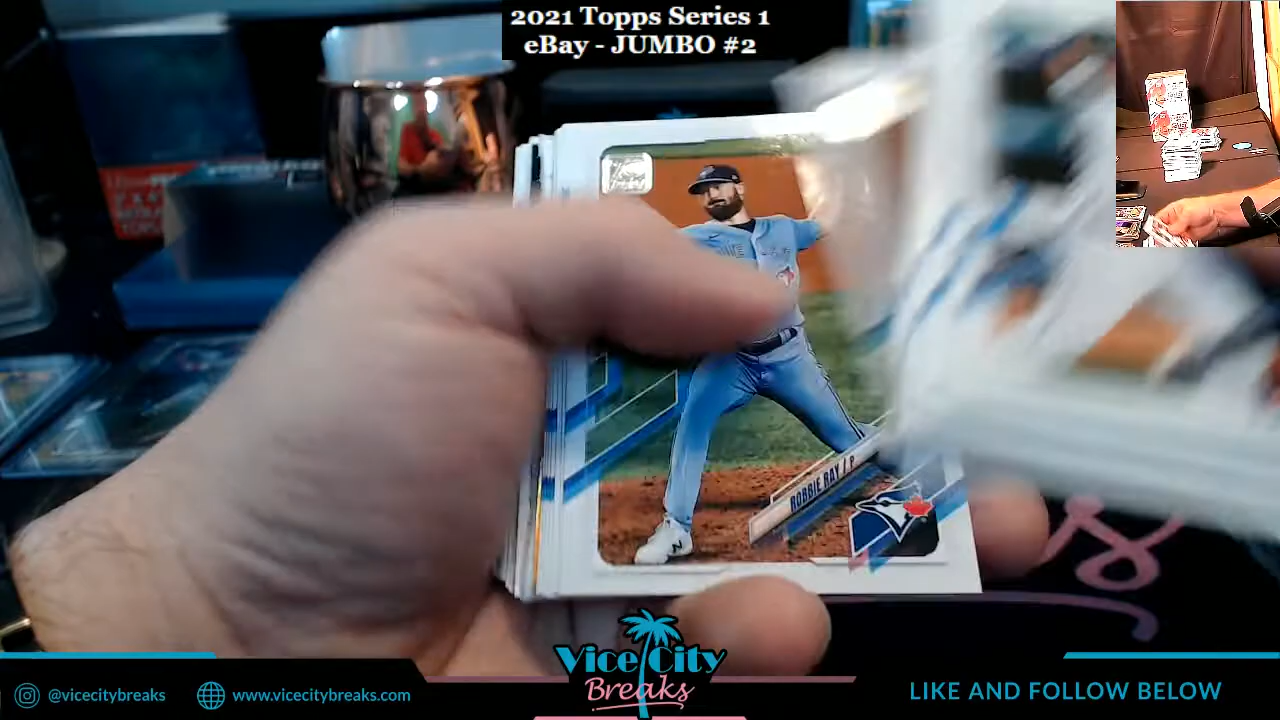 2021 Topps Series 1
eBay - JUMBO #2
ROBBIE RAY / P
Vice City
Breaks
@vicecitybreaks
www.vicecitybreaks.com
LIKE AND FOLLOW BELOW